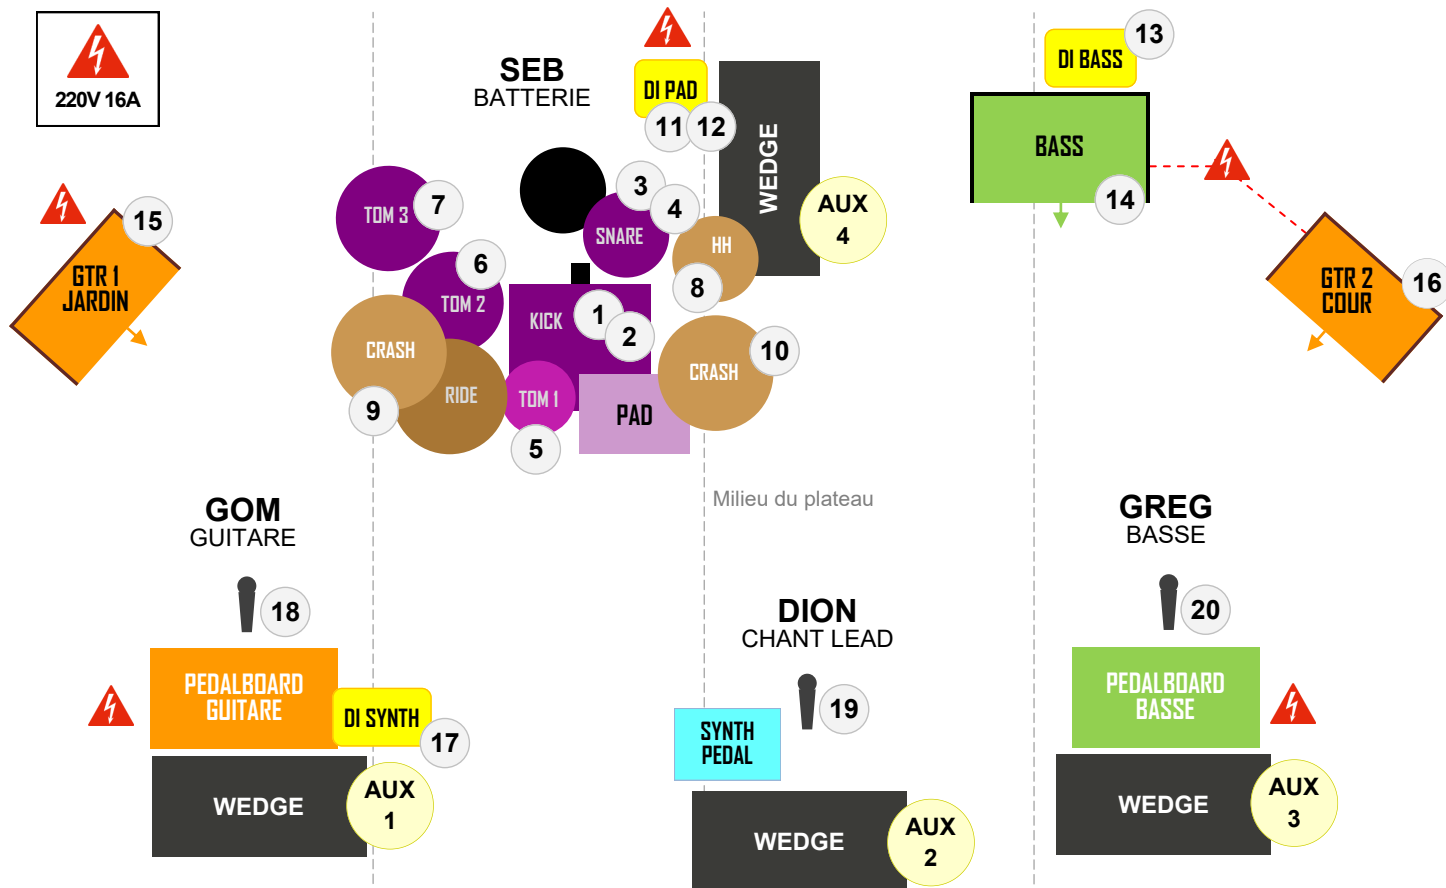 220V 16A
SEB
BATTERIE
DI PAD
11
12
WEDGE
AUX
4
DI BASS
13
BASS
14
GTR 1
JARDIN
15
TOM 3
7
3
4
SNARE
HH
8
6
TOM 2
KICK
1
2
CRASH
9
RIDE
TOM 1
5
PAD
CRASH
10
GTR 2
COUR
16
Milieu du plateau
GOM
GUITARE
18
PEDALBOARD
GUITARE
DI SYNTH
17
WEDGE
AUX
1
DION
CHANT LEAD
19
SYNTH
PEDAL
WEDGE
AUX
2
GREG
BASSE
20
PEDALBOARD
BASSE
WEDGE
AUX
3